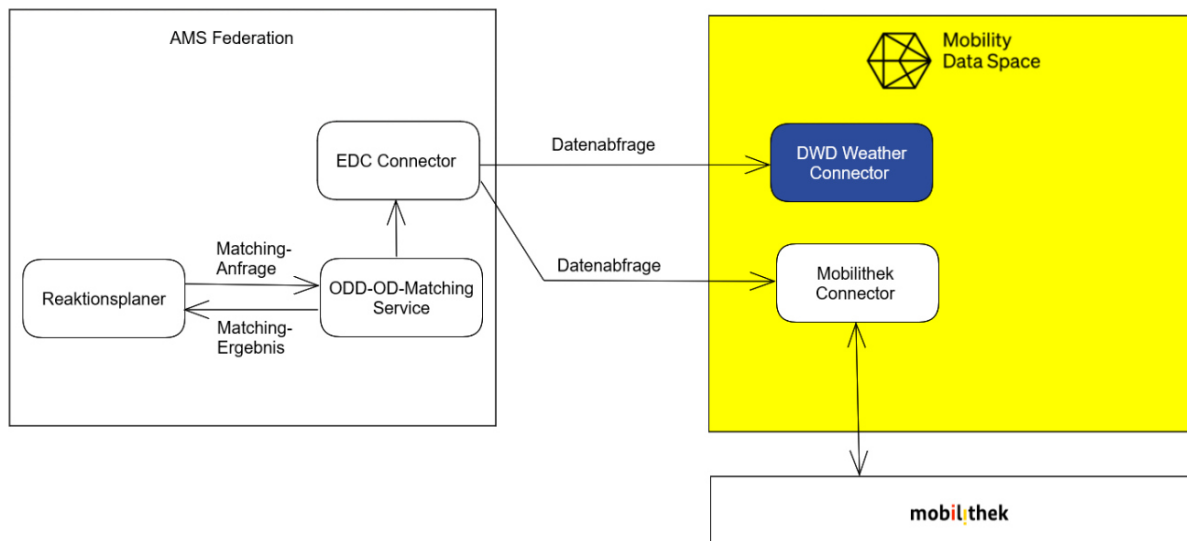 AMS Federation
Mobility
Data Space
EDC Connector
Datenabfrage
DWD Weather
Connector
Matching-
Anfrage
Reaktionsplaner
ODD-OD-Matching
Service
Matching-
Ergebnis
Datenabfrage
Mobilithek
Connector
mobilithek